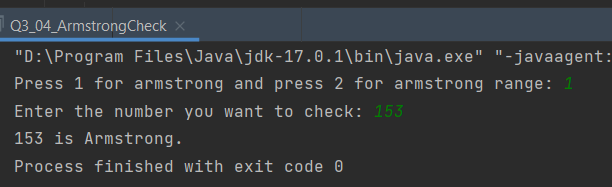 Q3_04_ArmstrongCheck ×
"D:\Program Files\Java\jdk-17.0.1\bin\java.exe" "-javaagent:
Press 1 for armstrong and press 2 for armstrong range: 1
Enter the number you want to check: 153
153 is Armstrong.
Process finished with exit code 0